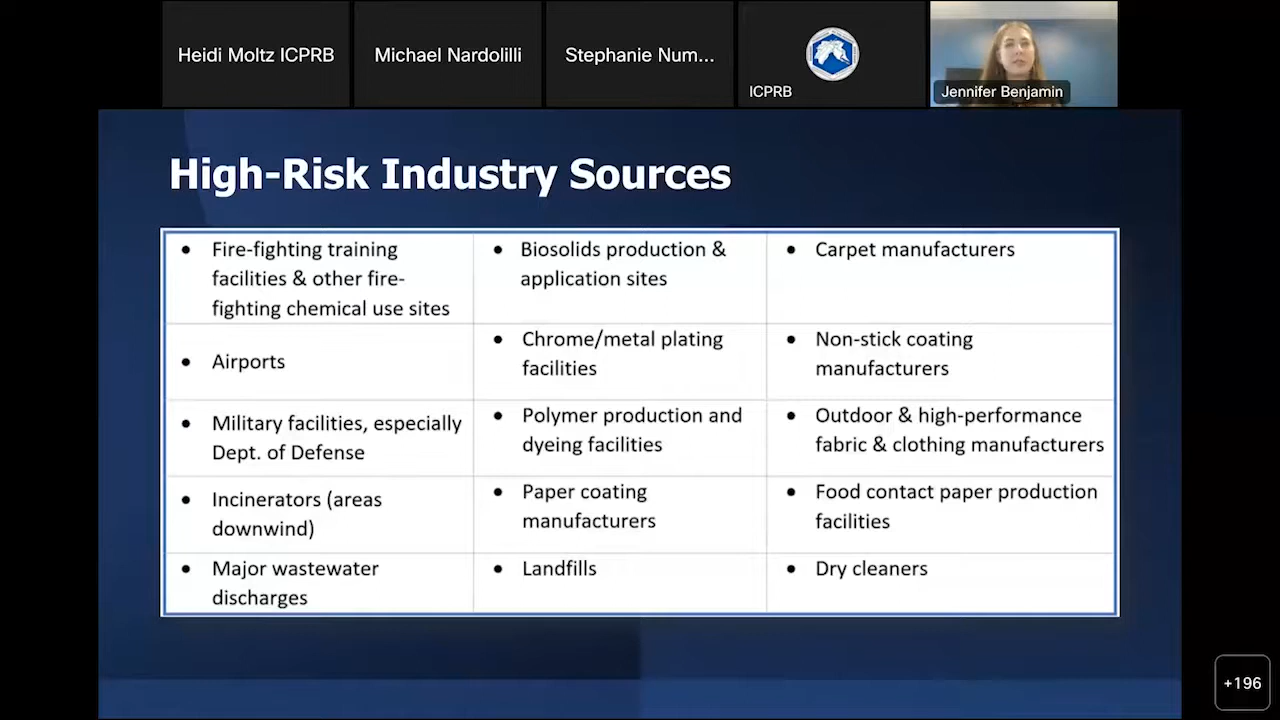 Heidi Moltz ICPRB
Michael Nardolilli
Stephanie Num...
ICPRB
Jennifer Benjamin
High-Risk Industry Sources
• Fire-fighting training
facilities & other fire-
fighting chemical use sites
• Biosolids production &
application sites
• Carpet manufacturers
• Airports
• Chrome/metal plating
facilities
• Non-stick coating
manufacturers
• Military facilities, especially
Dept. of Defense
• Polymer production and
dyeing facilities
• Outdoor & high-performance
fabric & clothing manufacturers
• Incinerators (areas
downwind)
• Paper coating
manufacturers
• Food contact paper production
facilities
• Major wastewater
discharges
• Landfills
• Dry cleaners
+196